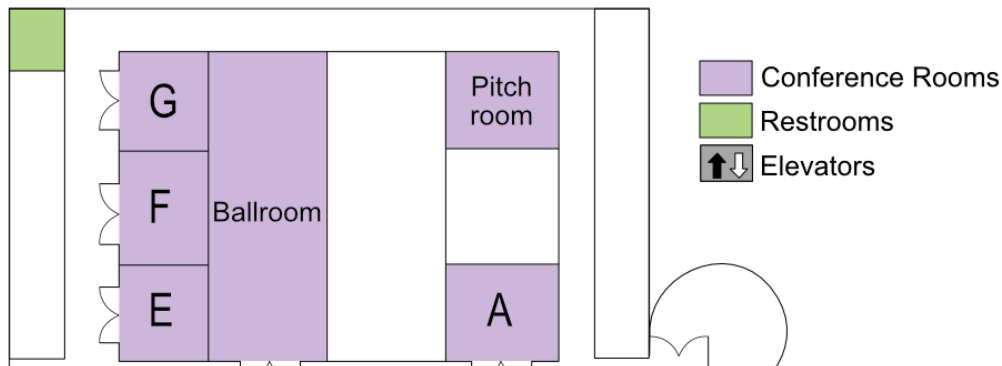 G
Pitch
room
Conference Rooms
Restrooms
Elevators
F
Ballroom
E
A